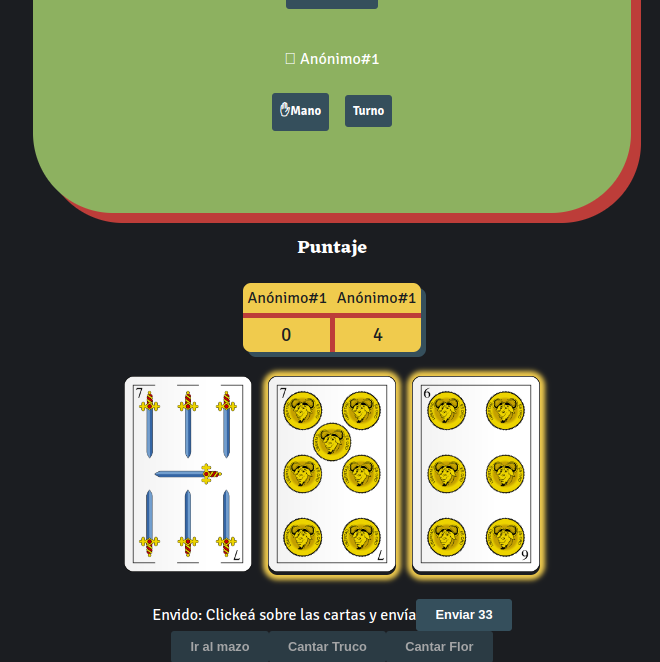 Anónimo#1
✋Mano Turno
Puntaje
Anónimo#1 Anónimo#1
0 4
7 7 6
7 7 6
Envido: Clickeá sobre las cartas y envía Enviar 33
Ir al mazo Cantar Truco Cantar Flor